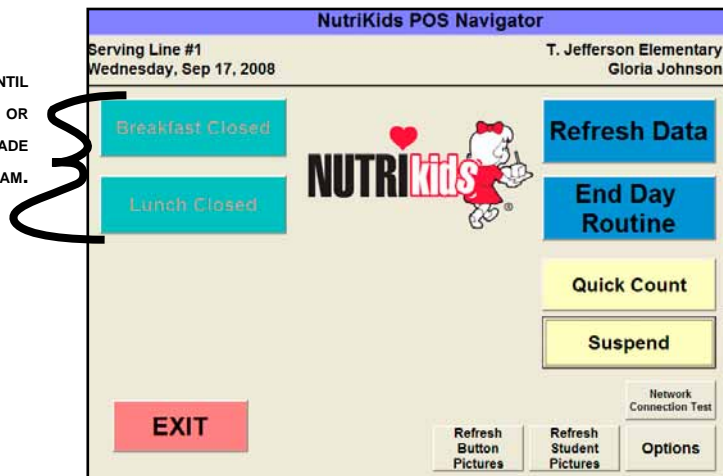 NutriKids POS Navigator
Serving Line #1
T. Jefferson Elementary
Wednesday, Sep 17, 2008
Gloria Johnson
NTIL
OR
ADE
AM.
Breakfast Closed
Lunch Closed
NUTRIkids
®
Refresh Data
End Day
Routine
Quick Count
Suspend
Network
Connection Test
EXIT
Refresh
Button
Pictures
Refresh
Student
Pictures
Options